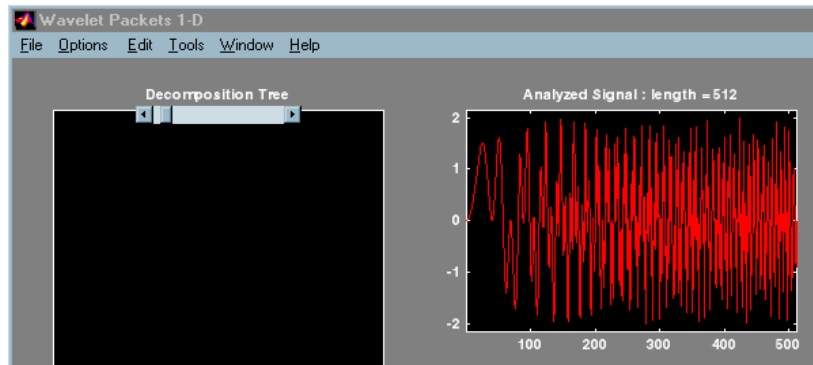 Wavelet Packets 1-D
File Options Edit Tools Window Help
Decomposition Tree
Analyzed Signal : length = 512
2
1
0
-1
-2
100 200 300 400 500